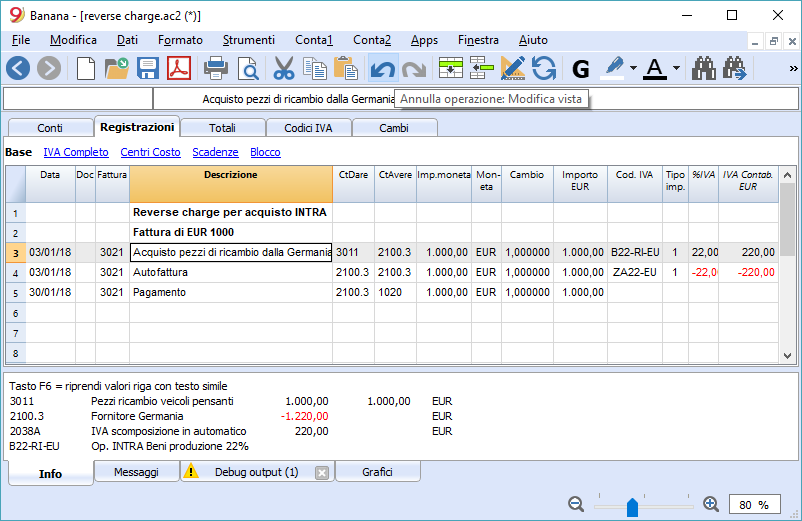 Banana - [reverse charge.ac2 (*)]
File Modifica Dati Formato Strumenti Conta1 Conta2 Apps Finestra Aiuto
G A »
Acquisto pezzi di ricambio dalla Germania
Annulla operazione: Modifica vista
Conti Registrazioni Totali Codici IVA Cambi
Base IVA Completo Centri Costo Scadenze Blocco
Data Doc Fattura Descrizione CtDare CtAvere Imp.moneta Mon-eta Cambio Importo EUR Cod. IVA Tipo imp. %IVA IVA Contab. EUR
1 Reverse charge per acquisto INTRA
2 Fattura di EUR 1000
3 03/01/18 3021 Acquisto pezzi di ricambio dalla Germania 3011 2100.3 1.000,00 EUR 1,000000 1.000,00 B22-RI-EU 1 22,00 220,00
4 03/01/18 3021 Autofattura 2100.3 2100.3 1.000,00 EUR 1,000000 1.000,00 ZA22-EU 1 -22,0 -220,00
5 30/01/18 3021 Pagamento 2100.3 1020 1.000,00 EUR 1,000000 1.000,00
6
7
8
Tasto F6 = riprendi valori riga con testo simile
3011 Pezzi ricambio veicoli pensanti 1.000,00 1.000,00 EUR
2100.3 Fornitore Germania -1.220,00 EUR
2038A IVA scomposizione in automatico 220,00 EUR
B22-RI-EU Op. INTRA Beni produzione 22%
Info Messaggi Debug output (1) Grafici
80 %